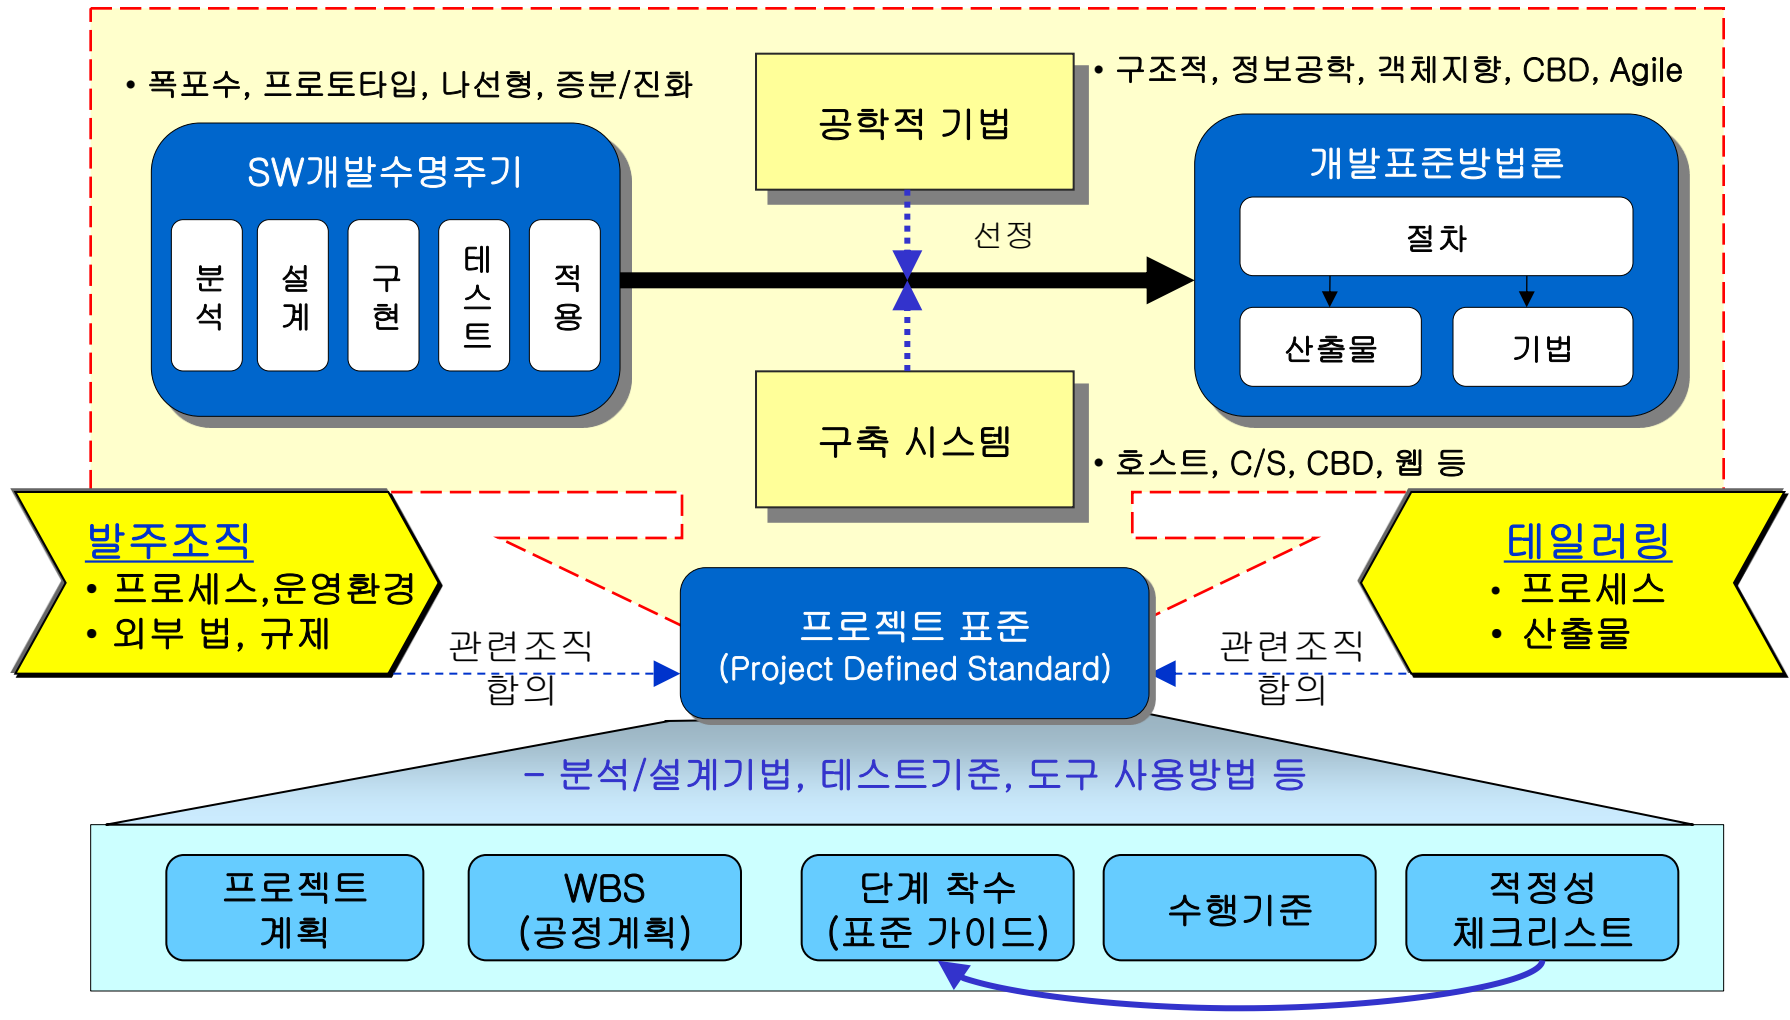 • 폭포수, 프로토타입, 나선형, 증분/진화
공학적 기법
• 구조적, 정보공학, 객체지향, CBD, Agile
SW개발수명주기
분석
설계
구현
테스트
적용
선정
개발표준방법론
절차
산출물
기법
구축 시스템
• 호스트, C/S, CBD, 웹 등
발주조직
• 프로세스,운영환경
• 외부 법, 규제
테일러링
• 프로세스
• 산출물
관련조직
합의
프로젝트 표준
(Project Defined Standard)
관련조직
합의
– 분석/설계기법, 테스트기준, 도구 사용방법 등
프로젝트
계획
WBS
(공정계획)
단계 착수
(표준 가이드)
수행기준
적정성
체크리스트